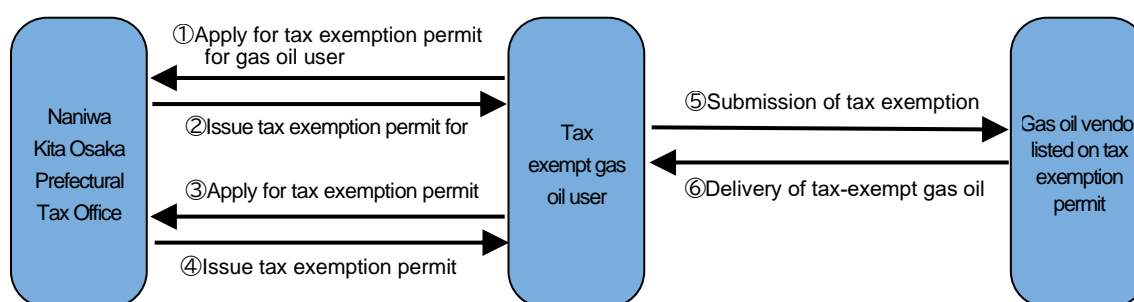 ①Apply for tax exemption permit
for gas oil user
②Issue tax exemption permit for
③Apply for tax exemption permit
④Issue tax exemption permit
Naniwa
Kita Osaka
Prefectural
Tax Office
Tax
exempt gas
oil user
⑤Submission of tax exemption
⑥Delivery of tax-exempt gas oil
Gas oil vendo
listed on tax
exemption
permit